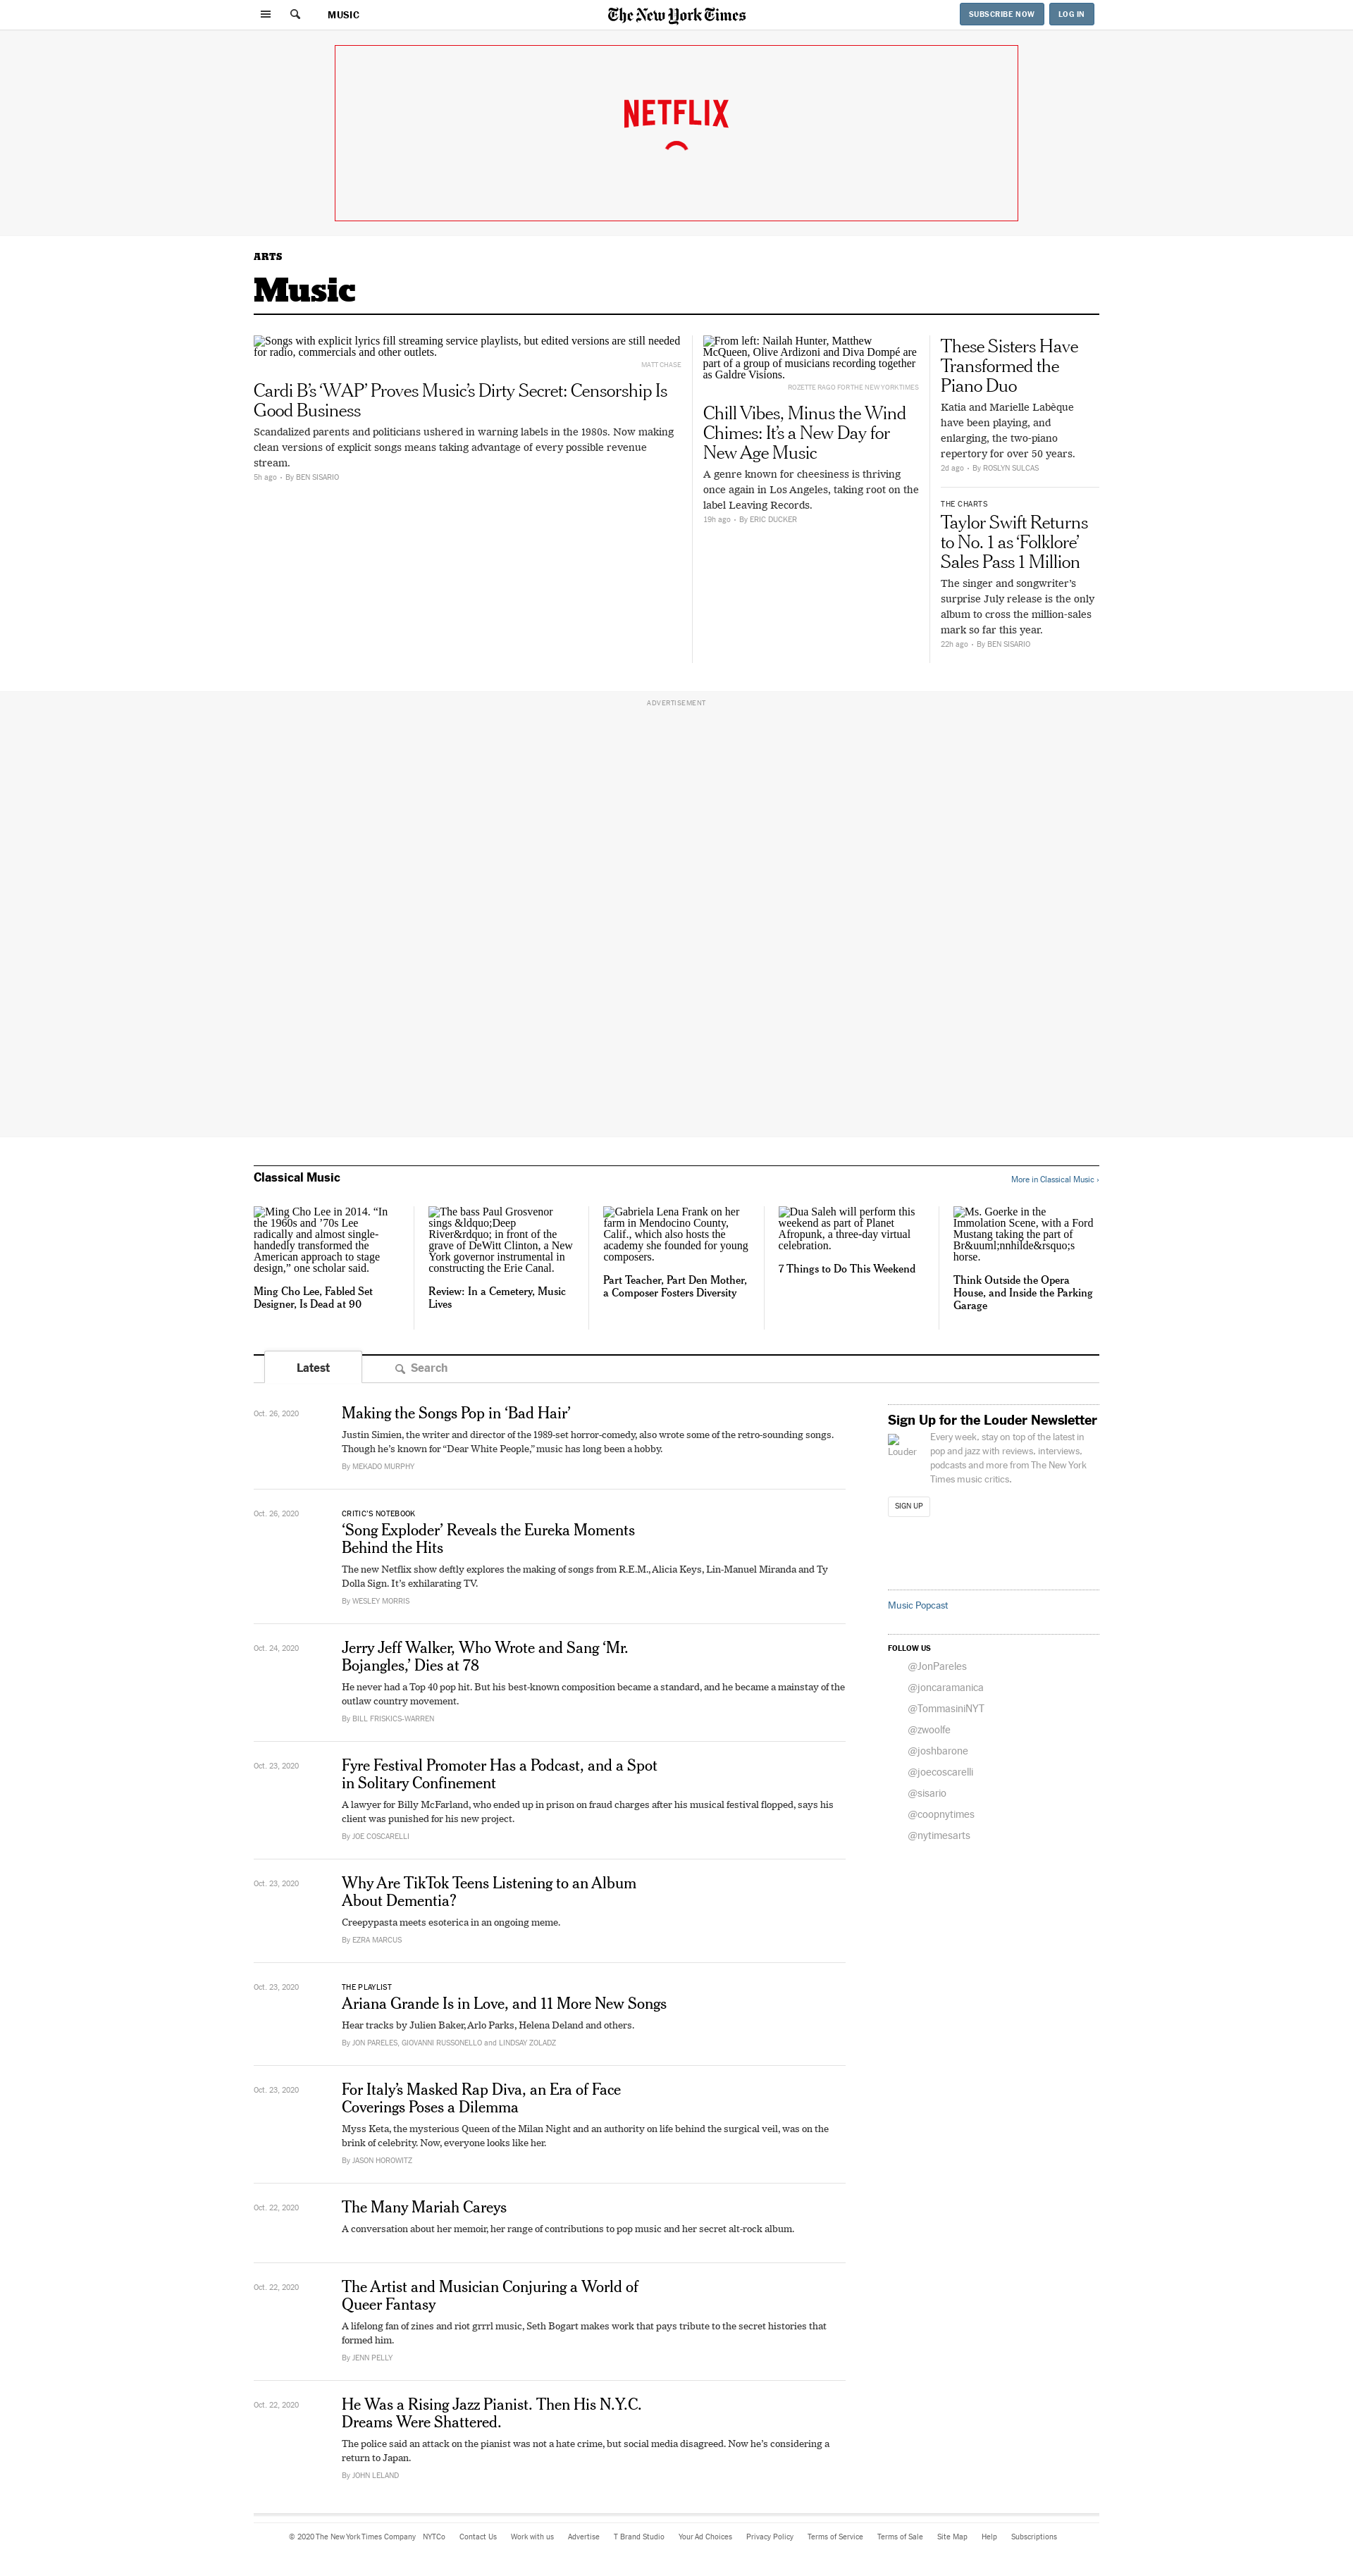 MUSIC
The New York Times
SUBSCRIBE NOW
LOG IN
NETFLIX
ARTS
Music
Songs with explicit lyrics fill streaming service playlists, but edited versions are still needed
for radio, commercials and other outlets.
MATT CHASE
Cardi B’s ‘WAP’ Proves Music’s Dirty Secret: Censorship Is
Good Business
Scandalized parents and politicians ushered in warning labels in the 1980s. Now making
clean versions of explicit songs means taking advantage of every possible revenue
stream.
5h ago • By BEN SISARIO
From left: Nailah Hunter, Matthew
McQueen, Olive Ardizoni and Diva Dompé are
part of a group of musicians recording together
as Galdre Visions.
ROZETTE RAGO FOR THE NEW YORK TIMES
Chill Vibes, Minus the Wind
Chimes: It’s a New Day for
New Age Music
A genre known for cheesiness is thriving
once again in Los Angeles, taking root on the
label Leaving Records.
19h ago • By ERIC DUCKER
These Sisters Have
Transformed the
Piano Duo
Katia and Marielle Labèque
have been playing, and
enlarging, the two-piano
repertory for over 50 years.
2d ago • By ROSLYN SULCAS
THE CHARTS
Taylor Swift Returns
to No. 1 as ‘Folklore’
Sales Pass 1 Million
The singer and songwriter’s
surprise July release is the only
album to cross the million-sales
mark so far this year.
22h ago • By BEN SISARIO
ADVERTISEMENT
Classical Music
More in Classical Music ›
Ming Cho Lee in 2014. “In
the 1960s and ’70s Lee
radically and almost single-
handedly transformed the
American approach to stage
design,” one scholar said.
Ming Cho Lee, Fabled Set
Designer, Is Dead at 90
The bass Paul Grosvenor
sings &ldquo;Deep
River&rdquo; in front of the
grave of DeWitt Clinton, a New
York governor instrumental in
constructing the Erie Canal.
Review: In a Cemetery, Music
Lives
Gabriela Lena Frank on her
farm in Mendocino County,
Calif., which also hosts the
academy she founded for young
composers.
Part Teacher, Part Den Mother,
a Composer Fosters Diversity
Dua Saleh will perform this
weekend as part of Planet
Afropunk, a three-day virtual
celebration.
7 Things to Do This Weekend
Ms. Goerke in the
Immolation Scene, with a Ford
Mustang taking the part of
Br&uuml;nnhilde&rsquo;s
horse.
Think Outside the Opera
House, and Inside the Parking
Garage
Latest
Search
Oct. 26, 2020
Making the Songs Pop in ‘Bad Hair’
Justin Simien, the writer and director of the 1989-set horror-comedy, also wrote some of the retro-sounding songs.
Though he’s known for “Dear White People,” music has long been a hobby.
By MEKADO MURPHY
Oct. 26, 2020
CRITIC’S NOTEBOOK
‘Song Exploder’ Reveals the Eureka Moments
Behind the Hits
The new Netflix show deftly explores the making of songs from R.E.M., Alicia Keys, Lin-Manuel Miranda and Ty
Dolla Sign. It’s exhilarating TV.
By WESLEY MORRIS
Oct. 24, 2020
Jerry Jeff Walker, Who Wrote and Sang ‘Mr.
Bojangles,’ Dies at 78
He never had a Top 40 pop hit. But his best-known composition became a standard, and he became a mainstay of the
outlaw country movement.
By BILL FRISKICS-WARREN
Oct. 23, 2020
Fyre Festival Promoter Has a Podcast, and a Spot
in Solitary Confinement
A lawyer for Billy McFarland, who ended up in prison on fraud charges after his musical festival flopped, says his
client was punished for his new project.
By JOE COSCARELLI
Oct. 23, 2020
Why Are TikTok Teens Listening to an Album
About Dementia?
Creepypasta meets esoterica in an ongoing meme.
By EZRA MARCUS
Oct. 23, 2020
THE PLAYLIST
Ariana Grande Is in Love, and 11 More New Songs
Hear tracks by Julien Baker, Arlo Parks, Helena Deland and others.
By JON PARELES, GIOVANNI RUSSONELLO and LINDSAY ZOLADZ
Oct. 23, 2020
For Italy’s Masked Rap Diva, an Era of Face
Coverings Poses a Dilemma
Myss Keta, the mysterious Queen of the Milan Night and an authority on life behind the surgical veil, was on the
brink of celebrity. Now, everyone looks like her.
By JASON HOROWITZ
Oct. 22, 2020
The Many Mariah Careys
A conversation about her memoir, her range of contributions to pop music and her secret alt-rock album.
Oct. 22, 2020
The Artist and Musician Conjuring a World of
Queer Fantasy
A lifelong fan of zines and riot grrrl music, Seth Bogart makes work that pays tribute to the secret histories that
formed him.
By JENN PELLY
Oct. 22, 2020
He Was a Rising Jazz Pianist. Then His N.Y.C.
Dreams Were Shattered.
The police said an attack on the pianist was not a hate crime, but social media disagreed. Now he’s considering a
return to Japan.
By JOHN LELAND
Sign Up for the Louder Newsletter
Louder
Every week, stay on top of the latest in
pop and jazz with reviews, interviews,
podcasts and more from The New York
Times music critics.
SIGN UP
Music Popcast
FOLLOW US
@JonPareles
@joncaramanica
@TommasiniNYT
@zwoolfe
@joshbarone
@joecoscarelli
@sisario
@coopnytimes
@nytimesarts
© 2020 The New York Times Company NYTCo Contact Us Work with us Advertise T Brand Studio Your Ad Choices Privacy Policy Terms of Service Terms of Sale Site Map Help Subscriptions